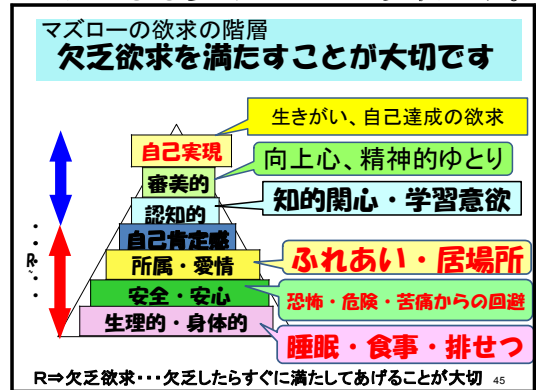 マズローの欲求の階層
欠乏欲求を満たすことが大切です
生きがい、自己達成の欲求
自己実現
向上心、精神的ゆとり
審美的
知的関心・学習意欲
認知的
自己肯定感
ふれあい・居場所
所属・愛情
安全・安心
恐怖・危険・苦痛からの回避
生理的・身体的
睡眠・食事・排せつ
R⇒欠乏欲求・・・欠乏したらすぐに満たしてあげることが大切
45